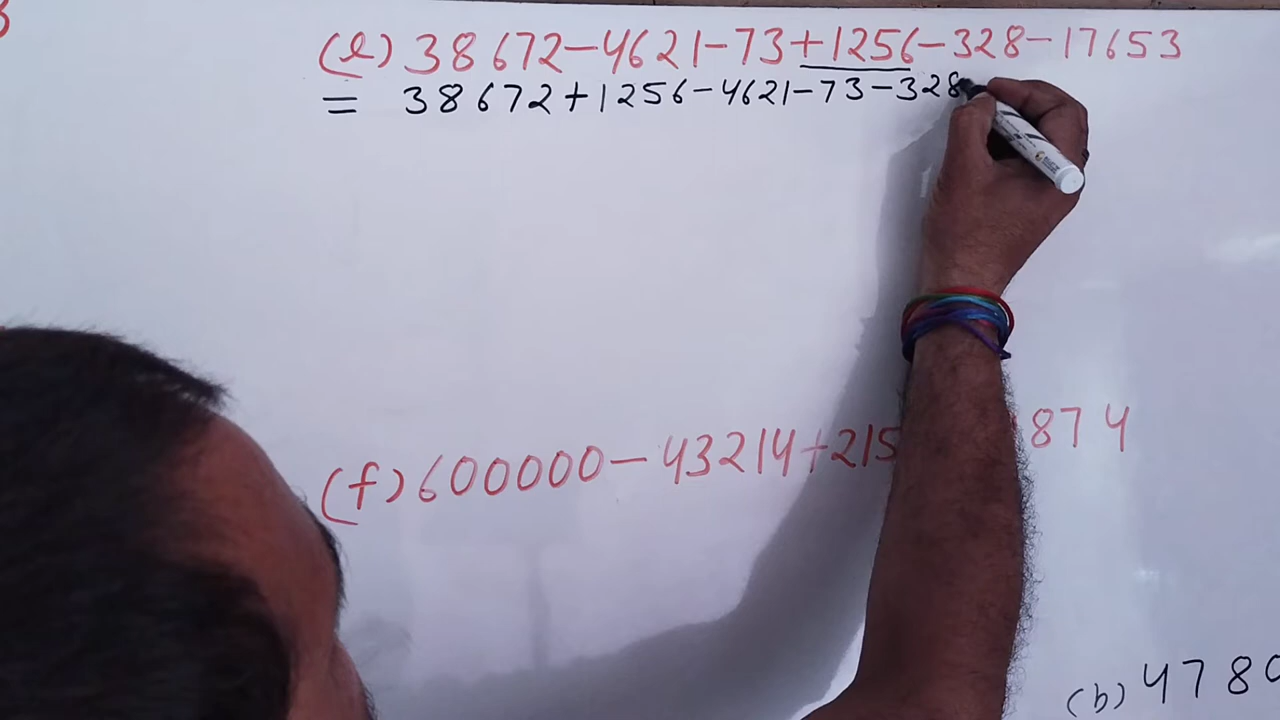 (e) 38672-4621-73+1256-328-17653
= 38672+1256-4621-73-328
(f) 600000-43214+215 874
(b) 4780